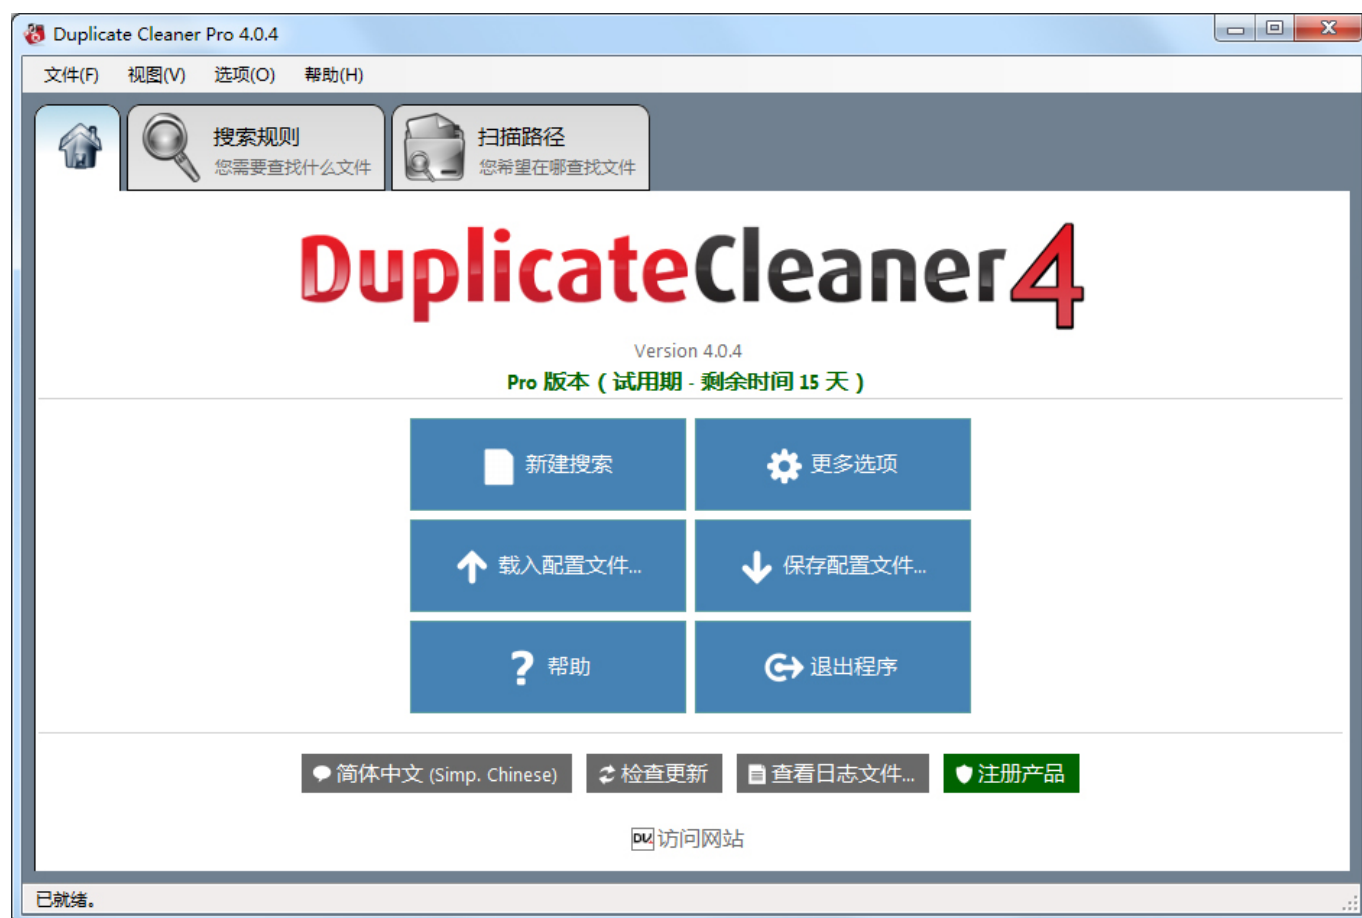 Duplicate Cleaner Pro 4.0.4
文件(F) 视图(V) 选项(O) 帮助(H)
搜索规则
您需要查找什么文件
扫描路径
您希望在哪查找文件
DuplicateCleaner4
Version 4.0.4
Pro 版本 ( 试用期 - 剩余时间 15 天 )
新建搜索
更多选项
载入配置文件...
保存配置文件...
? 帮助
退出程序
简体中文 (Simp. Chinese)
检查更新
查看日志文件...
注册产品
DV 访问网站
已就绪。